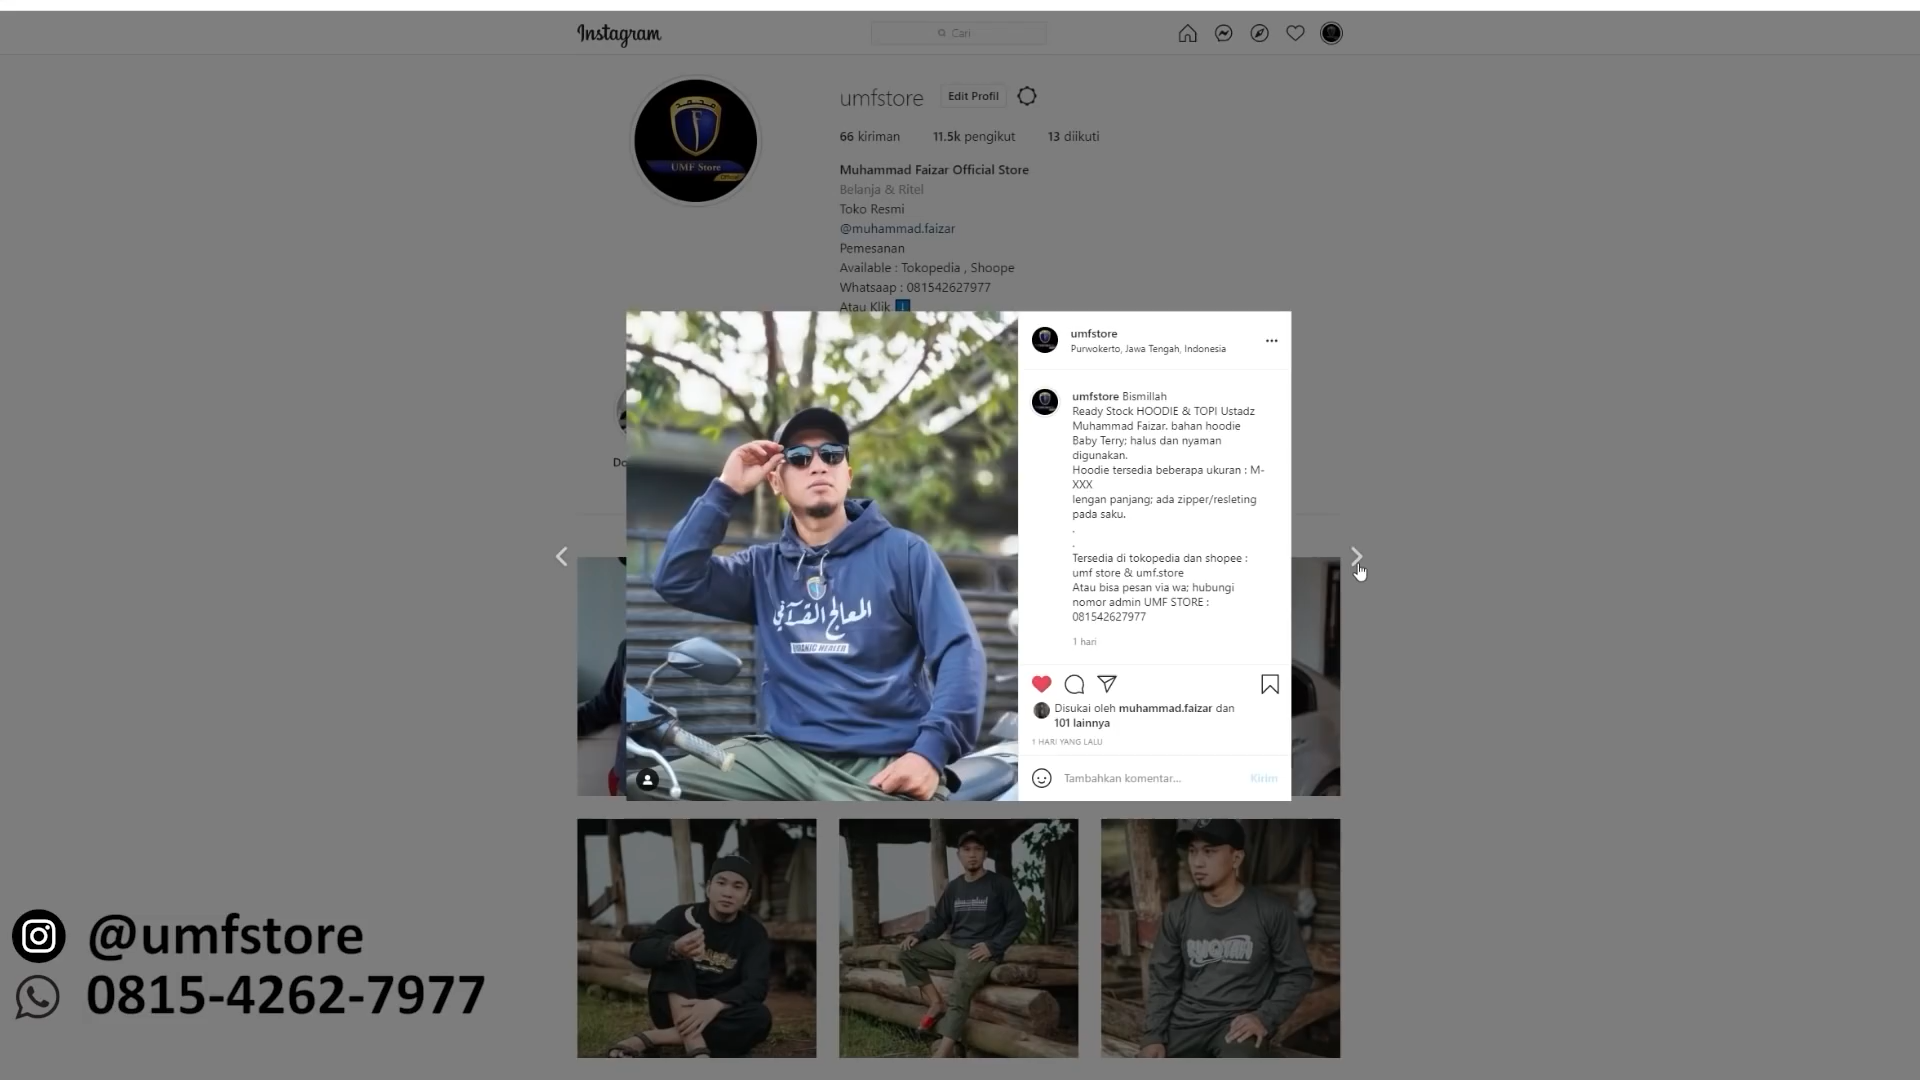 Instagram
Cari
محمد
UMF Store
Official
umfstore
Edit Profil
66 kiriman 11.5k pengikut 13 diikuti
Muhammad Faizar Official Store
Belanja & Ritel
Toko Resmi
@muhammad.faizar
Pemesanan
Available : Tokopedia , Shoope
Whatsaap : 081542627977
Atau Klik
Do
المعالج القرآني
umfstore
Purwokerto, Jawa Tengah, Indonesia
umfstore Bismillah
Ready Stock HOODIE & TOPI Ustadz
Muhammad Faizar. bahan hoodie
Baby Terry; halus dan nyaman
digunakan.
Hoodie tersedia beberapa ukuran : M-
XXX
lengan panjang; ada zipper/resleting
pada saku.
.
.
Tersedia di tokopedia dan shopee :
umf store & umf.store
Atau bisa pesan via wa; hubungi
nomor admin UMF STORE :
081542627977
1 hari
Disukai oleh muhammad.faizar dan
101 lainnya
1 HARI YANG LALU
Tambahkan komentar...
Kirim
RUQYAH
@umfstore
0815-4262-7977